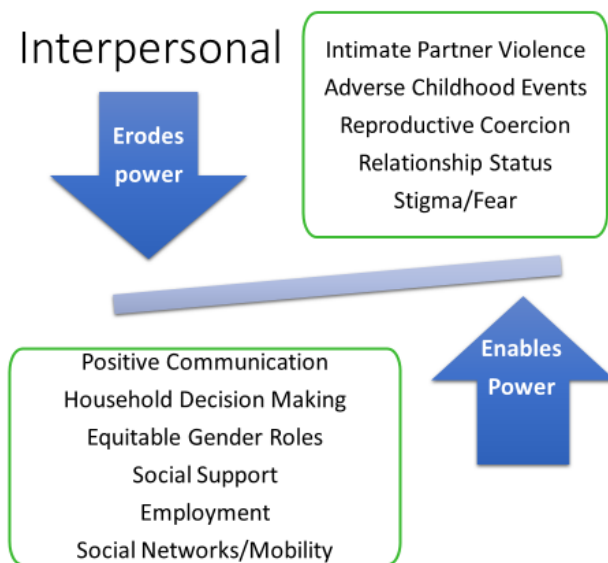 Interpersonal
Erodes
power
Intimate Partner Violence
Adverse Childhood Events
Reproductive Coercion
Relationship Status
Stigma/Fear
Positive Communication
Household Decision Making
Equitable Gender Roles
Social Support
Employment
Social Networks/Mobility
Enables
Power